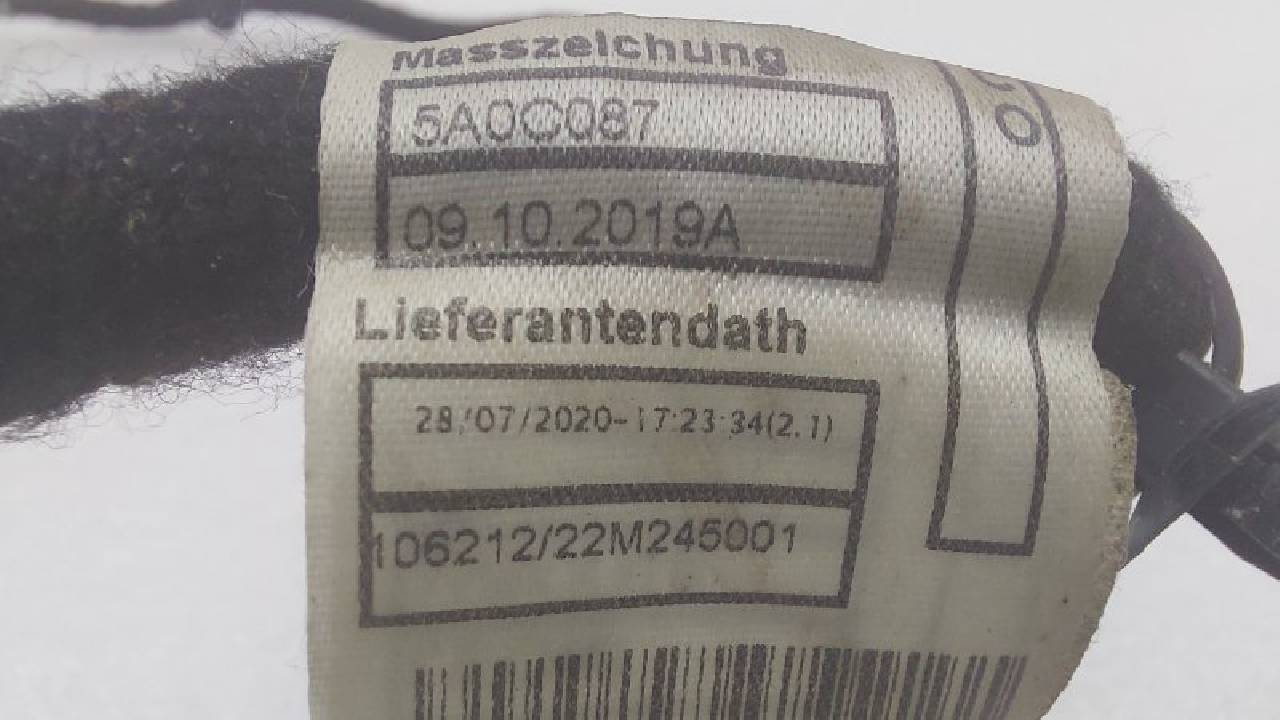 Masszeichung
5A0C087
09.10.2019A
Lieferantendath
28/07/2020-17:23:34(2.1)
106212/22M245001